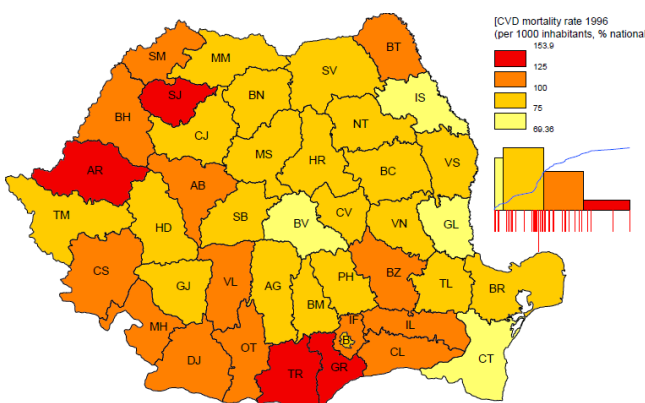 [CVD mortality rate 1996
(per 1000 inhabitants, % national
153.9
125
100
75
69.36
SM
MM
BT
SV
SJ
BN
IS
BH
CJ
NT
MS
HR
AR
BC
VS
AB
TM
SB
CV
HD
BV
VN
GL
CS
VL
PH
BZ
GJ
AG
TL
BR
BM
MH
IF
IL
B
DJ
OT
CL
CT
GR
TR